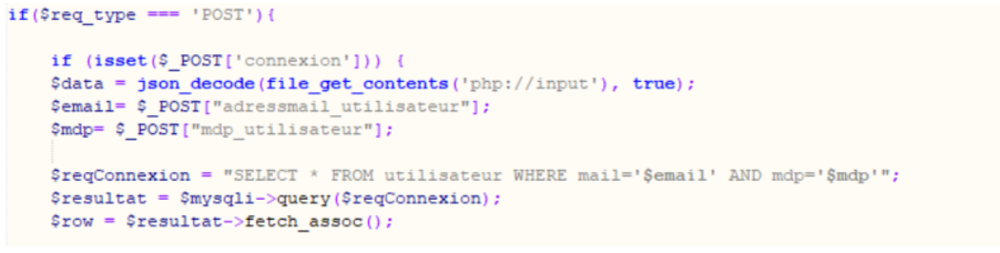 if($req_type === 'POST'){
if (isset($_POST['connexion'])) {
$data = json_decode(file_get_contents('php://input'), true);
$email= $_POST["adressmail_utilisateur"];
$mdp= $_POST["mdp_utilisateur"];
$reqConnexion = "SELECT * FROM utilisateur WHERE mail='$email' AND mdp='$mdp'";
$resultat = $mysqli->query($reqConnexion);
$row = $resultat->fetch_assoc();